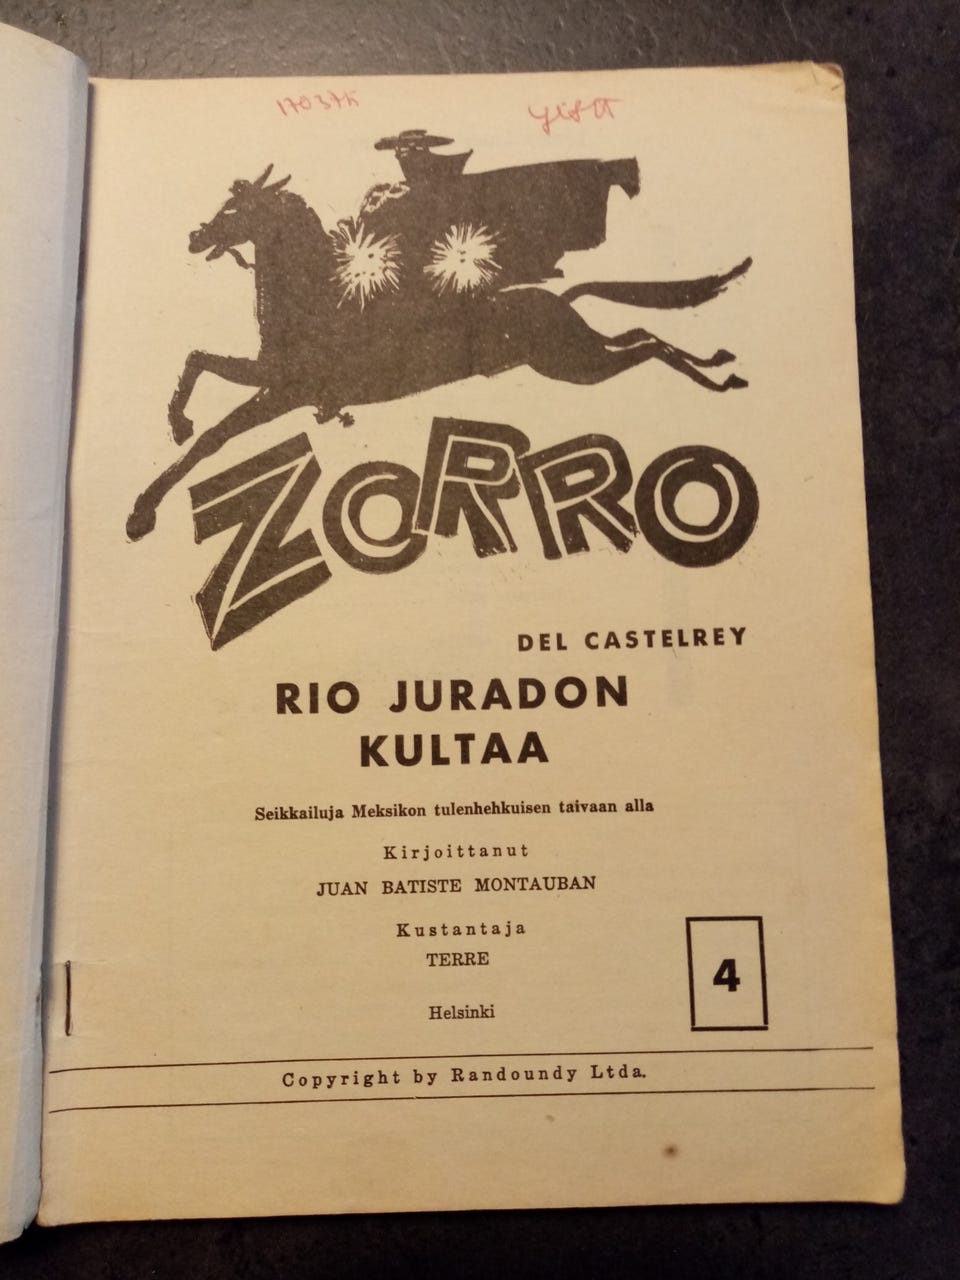 ZORRO
DEL CASTELREY
RIO JURADON
KULTAA
Seikkailuja Meksikon tulenhehkuisen taivaan alla
Kirjoittanut
JUAN BATISTE MONTAUBAN
Kustantaja
TERRE
4
Helsinki
Copyright by Randoundy Ltda.